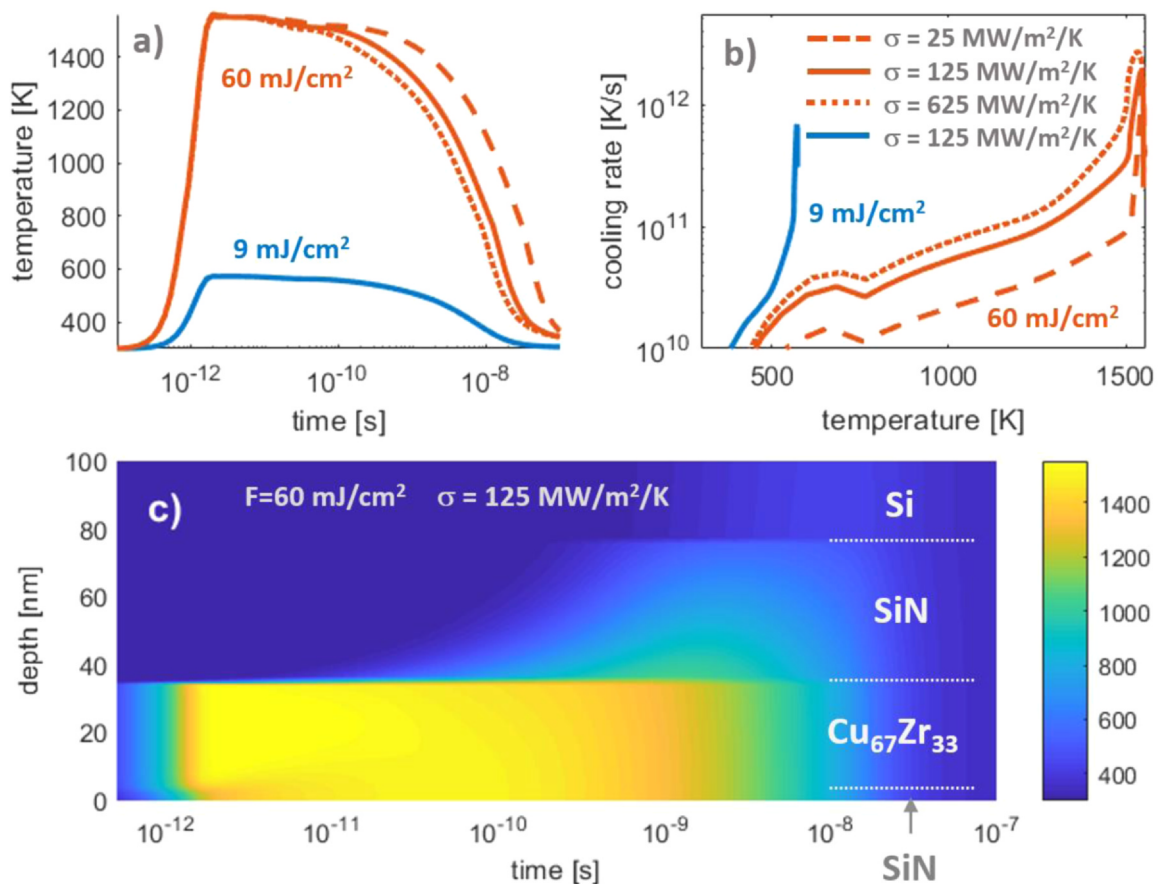 a)
1400
1200
1000
800
600
400
temperature [K]
60 mJ/cm²
9 mJ/cm²
10⁻¹²
10⁻¹⁰
10⁻⁸
time [s]
b)
σ = 25 MW/m²/K
σ = 125 MW/m²/K
σ = 625 MW/m²/K
σ = 125 MW/m²/K
10¹²
10¹¹
10¹⁰
cooling rate [K/s]
9 mJ/cm²
60 mJ/cm²
500
1000
1500
temperature [K]
c)
F=60 mJ/cm² σ = 125 MW/m²/K
Si
SiN
Cu₆₇Zr₃₃
100
80
60
40
20
0
depth [nm]
10⁻¹²
10⁻¹¹
10⁻¹⁰
10⁻⁹
10⁻⁸
10⁻⁷
time [s]
SiN
1400
1200
1000
800
600
400